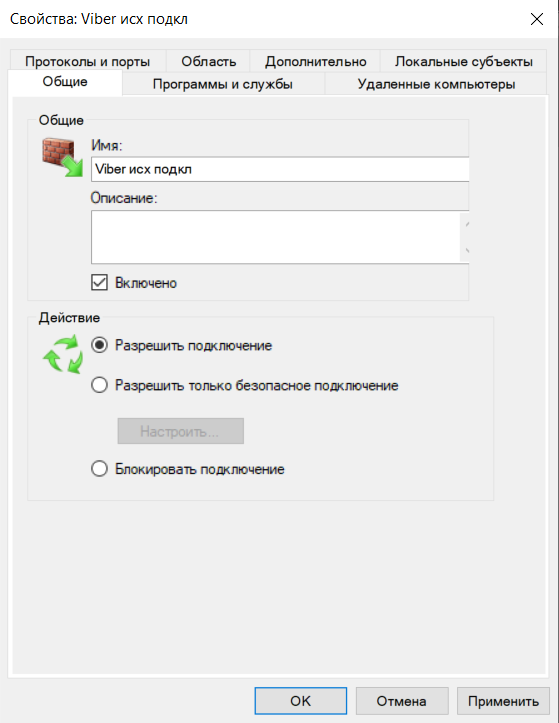 Свойства: Viber исх подкл
Протоколы и порты Область Дополнительно Локальные субъекты
Общие Программы и службы Удаленные компьютеры
Общие
Имя:
Viber исх подкл
Описание:
Включено
Действие
Разрешить подключение
Разрешить только безопасное подключение
Настроить...
Блокировать подключение
OK Отмена Применить